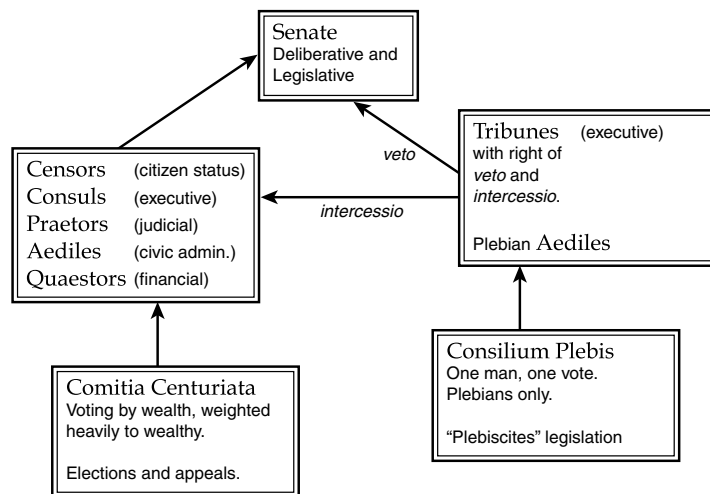 Senate
Deliberative and
Legislative
Tribunes (executive)
with right of
veto and
intercessio.
Plebian Aediles
veto
intercessio
Censors (citizen status)
Consuls (executive)
Praetors (judicial)
Aediles (civic admin.)
Quaestors (financial)
Consilium Plebis
One man, one vote.
Plebians only.
“Plebiscites” legislation
Comitia Centuriata
Voting by wealth, weighted
heavily to wealthy.
Elections and appeals.